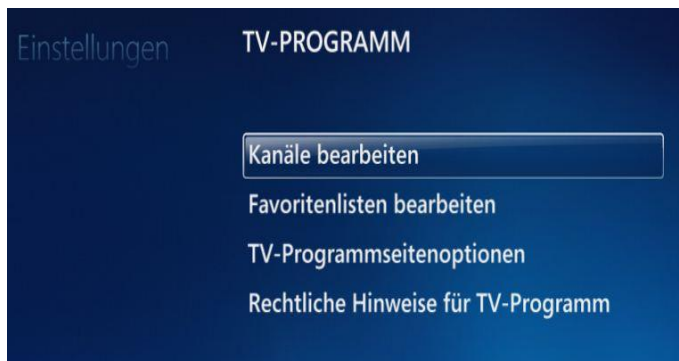 Einstellungen
TV-PROGRAMM
Kanäle bearbeiten
Favoritenlisten bearbeiten
TV-Programmseitenoptionen
Rechtliche Hinweise für TV-Programm